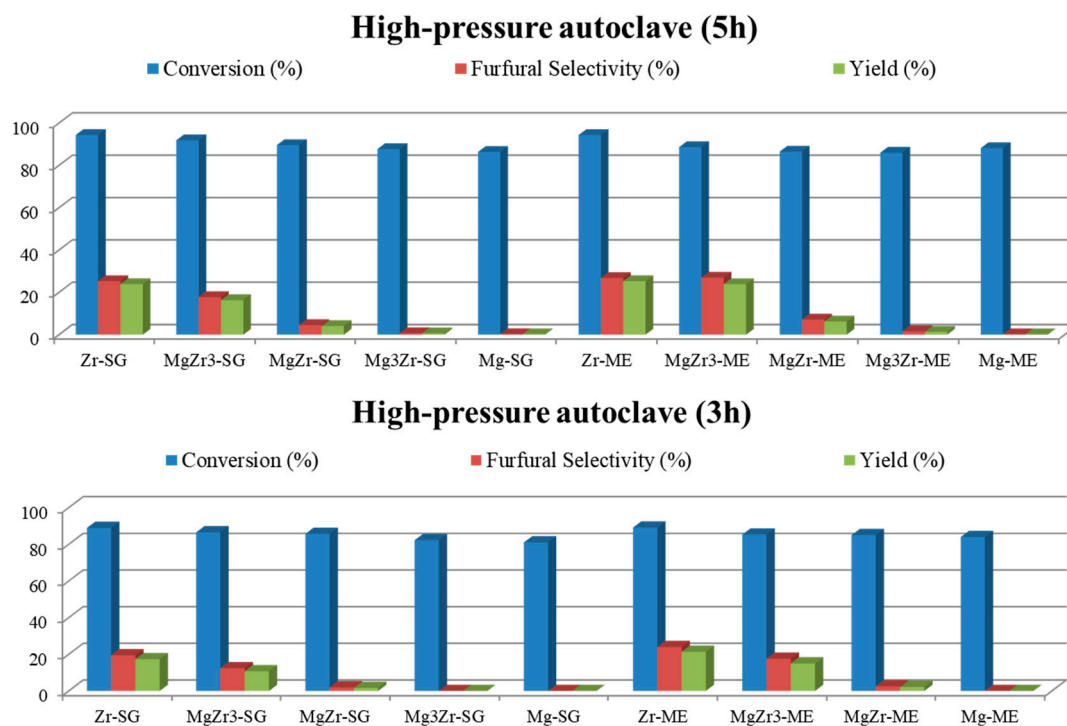 High-pressure autoclave (5h)
Conversion (%) Furfural Selectivity (%) Yield (%)
100
80
60
40
20
0
Zr-SG MgZr3-SG MgZr-SG Mg3Zr-SG Mg-SG Zr-ME MgZr3-ME MgZr-ME Mg3Zr-ME Mg-ME
High-pressure autoclave (3h)
Conversion (%) Furfural Selectivity (%) Yield (%)
100
80
60
40
20
0
Zr-SG MgZr3-SG MgZr-SG Mg3Zr-SG Mg-SG Zr-ME MgZr3-ME MgZr-ME Mg-ME